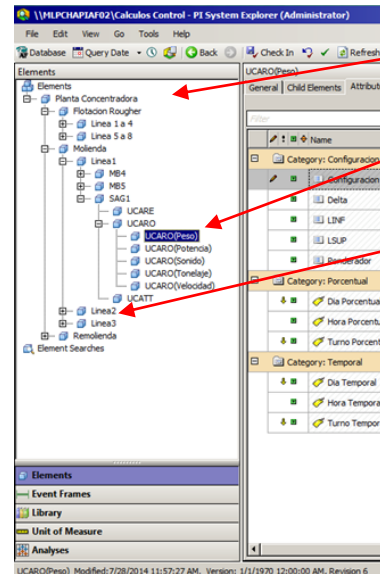 \\MLPCHAPIAF02\Calculos Control - PI System Explorer (Administrator)
File Edit View Go Tools Help
Database Query Date Back Check In Refresh
Elements
Elements
Planta Concentradora
Flotacion Rougher
Linea 1 a 4
Linea 5 a 8
Molienda
Linea1
MB4
MB5
SAG1
UCARE
UCARO
UCARO(Peso)
UCARO(Potencia)
UCARO(Sonido)
UCARO(Tonelaje)
UCARO(Velocidad)
UCATT
Linea2
Linea3
Remolienda
Element Searches
Elements
Event Frames
Library
Unit of Measure
Analyses
UCARO(Peso)
General Child Elements Attribut
Filter
Name
Category: Configuracion
Configuracion
Delta
LINF
LSUP
Ponderador
Category: Porcentual
Dia Porcentua
Hora Porcentu
Turno Porcent
Category: Temporal
Dia Temporal
Hora Tempora
Turno Tempor
UCARO(Peso) Modified:7/28/2014 11:57:27 AM, Version: 1/1/1970 12:00:00 AM, Revision 6